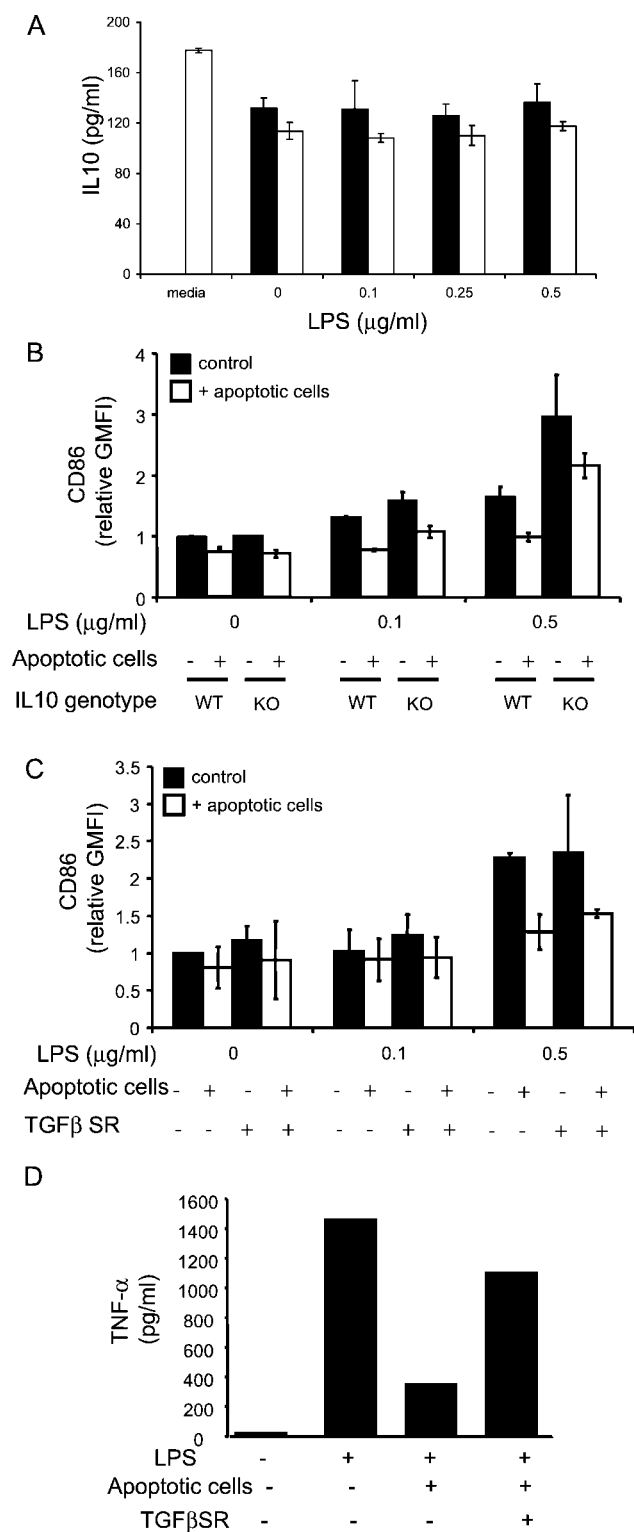 A
IL10 (pg/ml)
200
160
120
80
40
0
media 0 0.1 0.25 0.5
LPS (μg/ml)
B
control
+ apoptotic cells
CD86
(relative GMFI)
4
3
2
1
0
LPS (μg/ml) 0 0.1 0.5
Apoptotic cells - + - + - + - + - + - +
IL10 genotype WT KO WT KO WT KO
C
control
+ apoptotic cells
CD86
(relative GMFI)
3.5
3
2.5
2
1.5
1
0.5
0
LPS (μg/ml) 0 0.1 0.5
Apoptotic cells - + - + - + - + - + - +
TGFβ SR - - + + - - + + - - + +
D
TNF-α
(pg/ml)
1600
1400
1200
1000
800
600
400
200
0
LPS - + + +
Apoptotic cells - - + +
TGFβSR - - - +